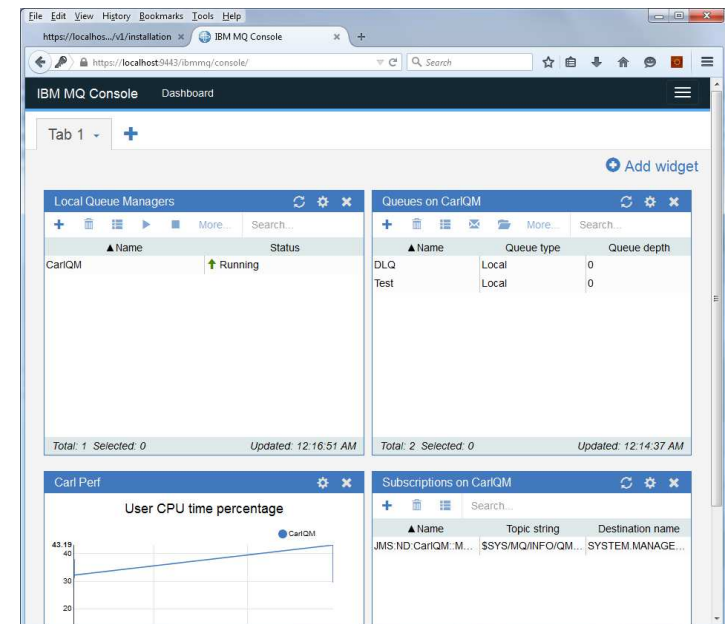 File Edit View History Bookmarks Tools Help
https://localhos.../v1/installation × IBM MQ Console × +
https://localhost:9443/ibmmq/console/ Search
IBM MQ Console Dashboard
Tab 1 +
Add widget
Local Queue Managers
More... Search...
▲Name Status
CarlQM Running
Total: 1 Selected: 0 Updated: 12:16:51 AM
Queues on CarlQM
More... Search...
▲Name Queue type Queue depth
DLQ Local 0
Test Local 0
Total: 2 Selected: 0 Updated: 12:14:37 AM
Carl Perf
User CPU time percentage
CarlQM
43.19
40
30
20
Subscriptions on CarlQM
Search...
▲Name Topic string Destination name
JMS:ND:CarlQM::M... $SYS/MQ/INFO/QM... SYSTEM.MANAGE...